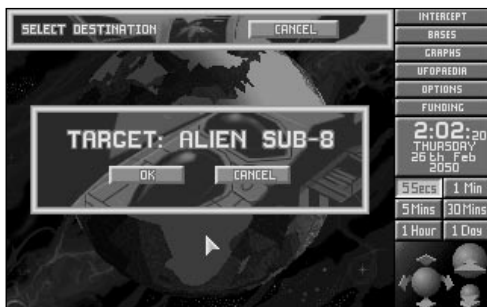 SELECT DESTINATION
CANCEL
TARGET: ALIEN SUB-8
OK
CANCEL
INTERCEPT
BASES
GRAPHS
UFOPAEDIA
OPTIONS
FUNDING
2:02:20
THURSDAY
26th Feb
2050
5Secs 1 Min
5Mins 30Mins
1 Hour 1 Day